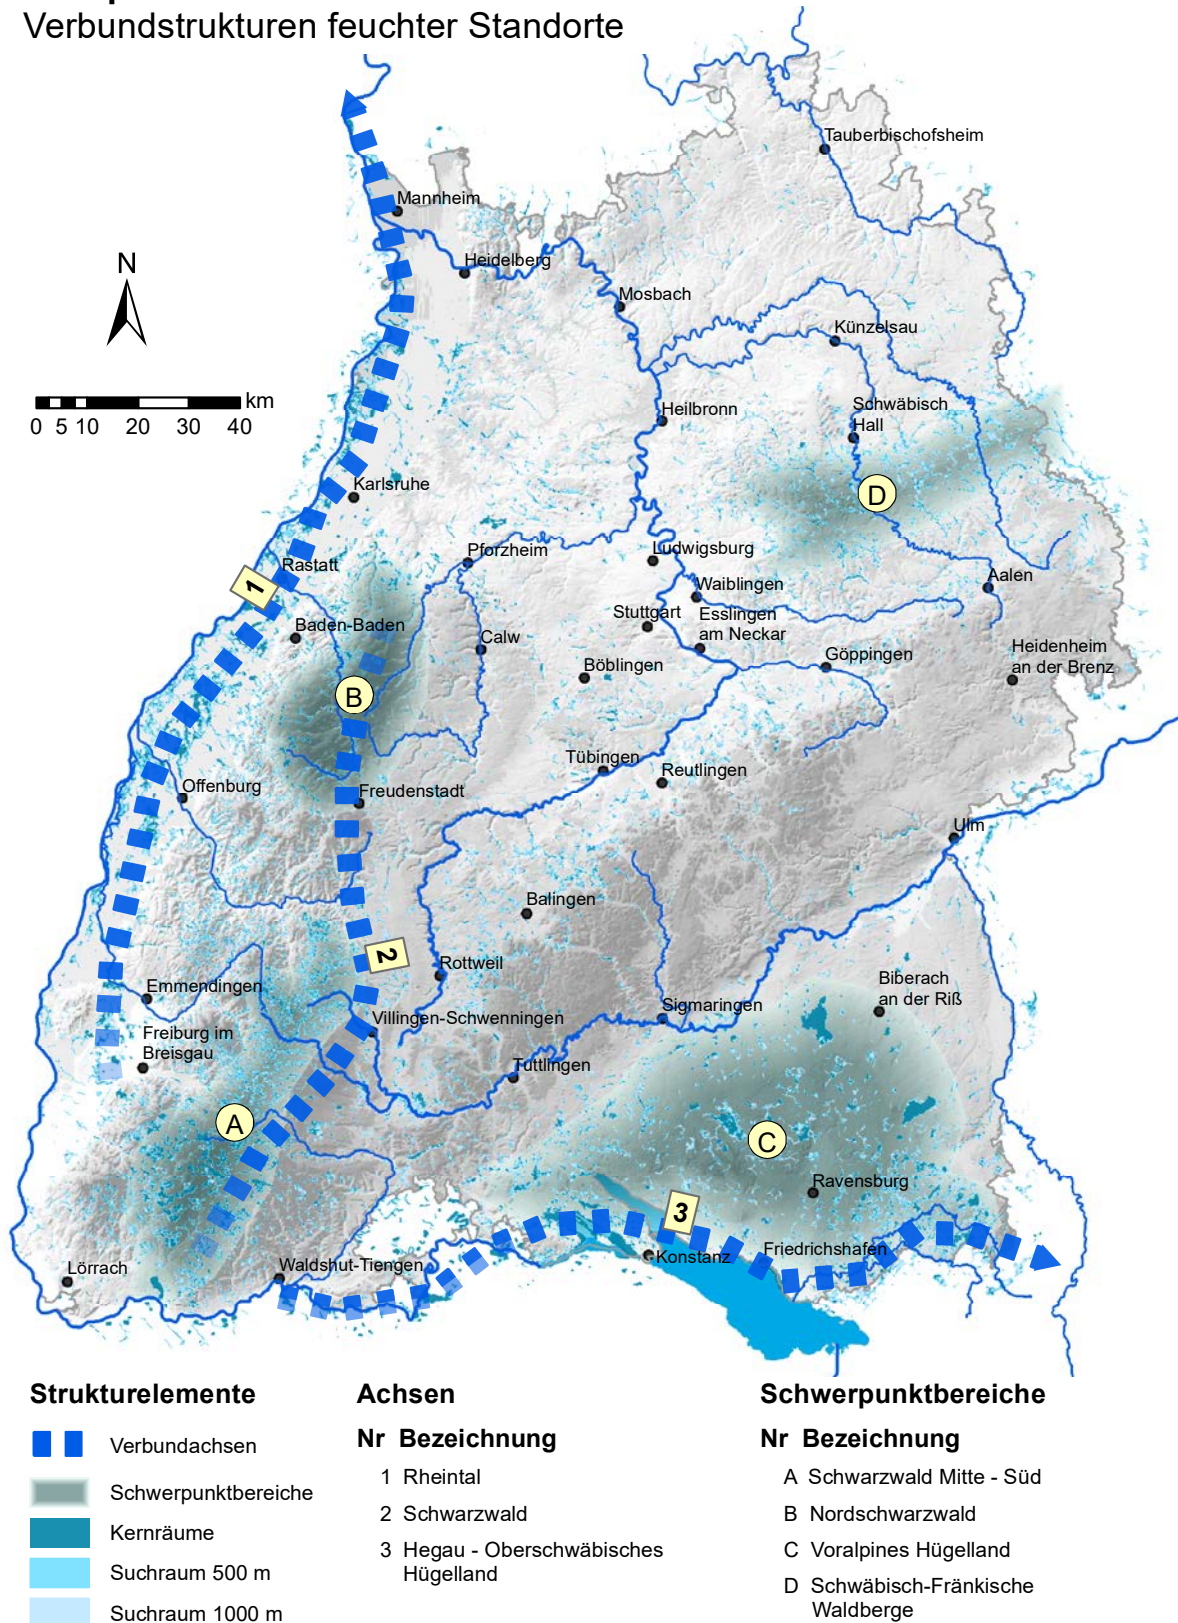 Verbundstrukturen feuchter Standorte
Tauberbischofsheim
Mannheim
N
Heidelberg
Mosbach
Künzelsau
km
0 5 10 20 30 40
Heilbronn
Schwäbisch
Hall
D
Karlsruhe
Pforzheim
Ludwigsburg
Rastatt
1
Waiblingen
Aalen
Stuttgart
Esslingen
am Neckar
Baden-Baden
Calw
Böblingen
Göppingen
Heidenheim
an der Brenz
B
Tübingen
Reutlingen
Offenburg
Freudenstadt
Ulm
Balingen
2
Rottweil
Emmendingen
Biberach
an der Riß
Sigmaringen
Villingen-Schwenningen
Freiburg im
Breisgau
Tuttlingen
A
C
Ravensburg
3
Friedrichshafen
Konstanz
Waldshut-Tiengen
Lörrach
Strukturelemente
Verbundachsen
Schwerpunktbereiche
Kernräume
Suchraum 500 m
Suchraum 1000 m
Achsen
Nr Bezeichnung
1 Rheintal
2 Schwarzwald
3 Hegau - Oberschwäbisches
Hügelland
Schwerpunktbereiche
Nr Bezeichnung
A Schwarzwald Mitte - Süd
B Nordschwarzwald
C Voralpines Hügelland
D Schwäbisch-Fränkische
Waldberge